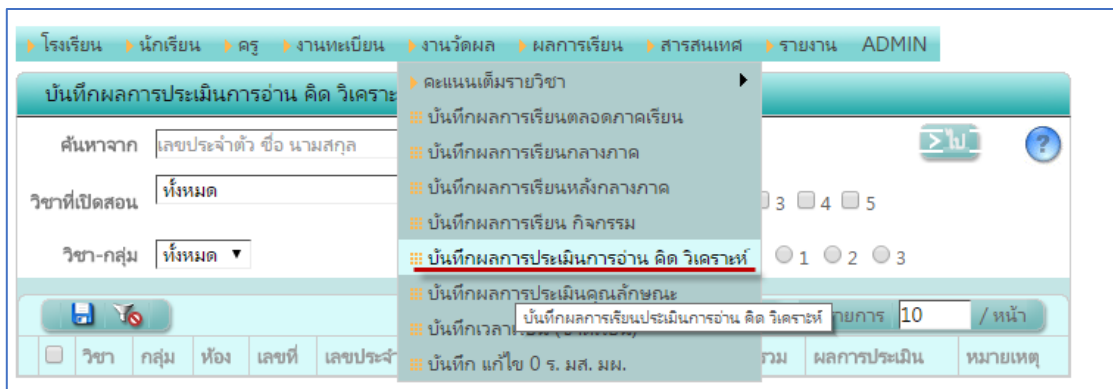 โรงเรียน นักเรียน ครู งานทะเบียน งานวัดผล ผลการเรียน สารสนเทศ รายงาน ADMIN
คะแนนเต็มรายวิชา
บันทึกผลการประเมินการอ่าน คิด วิเคราะ
บันทึกผลการเรียนตลอดภาคเรียน
ค้นหาจาก เลขประจำตัว ชื่อ นามสกุล
บันทึกผลการเรียนกลางภาค
>ไป ?
วิชาที่เปิดสอน ทั้งหมด
บันทึกผลการเรียนหลังกลางภาค
3 4 5
บันทึกผลการเรียน กิจกรรม
วิชา-กลุ่ม ทั้งหมด
บันทึกผลการประเมินการอ่าน คิด วิเคราะห์
1 2 3
บันทึกผลการประเมินคุณลักษณะ
บันทึกผลการเรียนประเมินการอ่าน คิด วิเคราะห์
10 / หน้า
วิชา กลุ่ม ห้อง เลขที่ เลขประจำ
บันทึก แก้ไข 0 ร. มส. มผ.
ผลการประเมิน หมายเหตุ